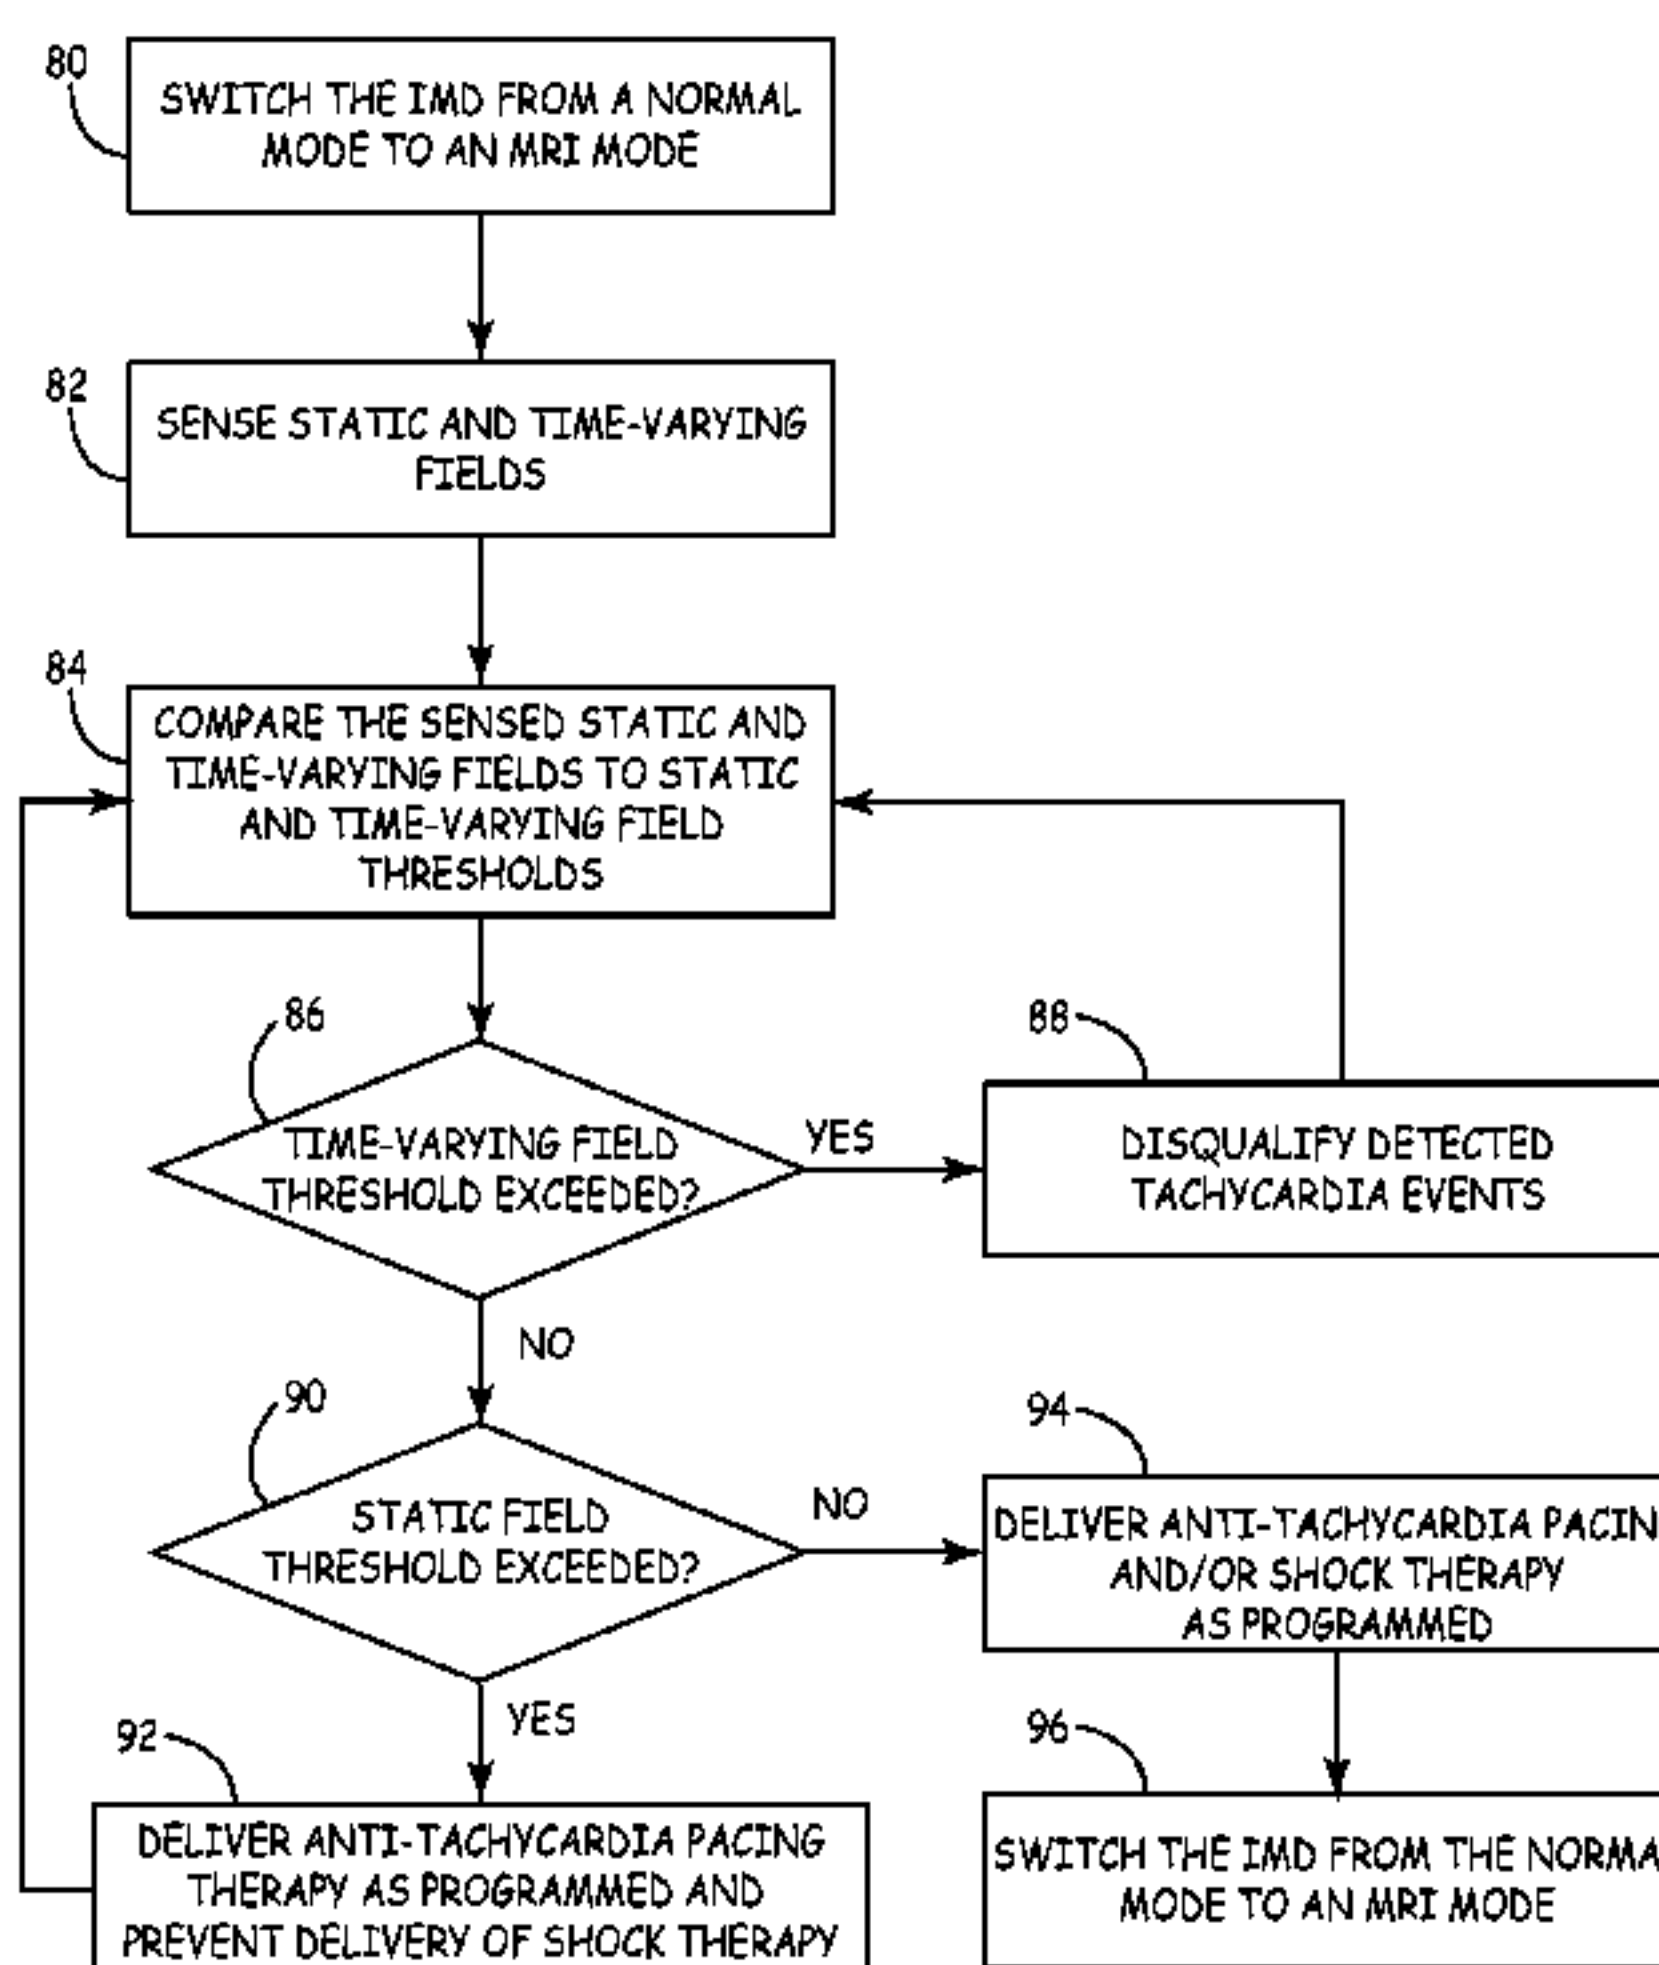 80
SWITCH THE IMD FROM A NORMAL
MODE TO AN MRI MODE
82
SENSE STATIC AND TIME-VARYING
FIELDS
84
COMPARE THE SENSED STATIC AND
TIME-VARYING FIELDS TO STATIC
AND TIME-VARYING FIELD
THRESHOLDS
86
TIME-VARYING FIELD
THRESHOLD EXCEEDED?
YES
88
DISQUALIFY DETECTED
TACHYCARDIA EVENTS
NO
90
STATIC FIELD
THRESHOLD EXCEEDED?
NO
94
DELIVER ANTI-TACHYCARDIA PACIN
AND/OR SHOCK THERAPY
AS PROGRAMMED
YES
92
DELIVER ANTI-TACHYCARDIA PACING
THERAPY AS PROGRAMMED AND
PREVENT DELIVERY OF SHOCK THERAPY
96
SWITCH THE IMD FROM THE NORMA
MODE TO AN MRI MODE